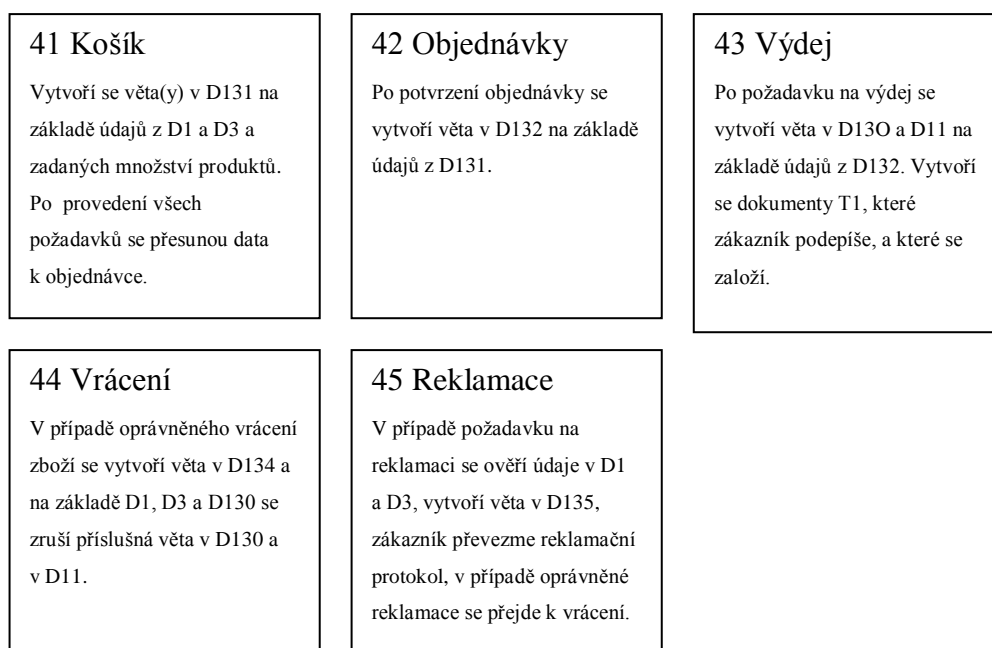 41 Košík
Vytvoří se věta(y) v D131 na
základě údajů z D1 a D3 a
zadaných množství produktů.
Po provedení všech
požadavků se přesunou data
k objednávce.
42 Objednávky
Po potvrzení objednávky se
vytvoří věta v D132 na základě
údajů z D131.
43 Výdej
Po požadavku na výdej se
vytvoří věta v D13O a D11 na
základě údajů z D132. Vytvoří
se dokumenty T1, které
zákazník podepíše, a které se
založí.
44 Vrácení
V případě oprávněného vrácení
zboží se vytvoří věta v D134 a
na základě D1, D3 a D130 se
zruší příslušná věta v D130 a
v D11.
45 Reklamace
V případě požadavku na
reklamaci se ověří údaje v D1
a D3, vytvoří věta v D135,
zákazník převezme reklamační
protokol, v případě oprávněné
reklamace se přejde k vrácení.